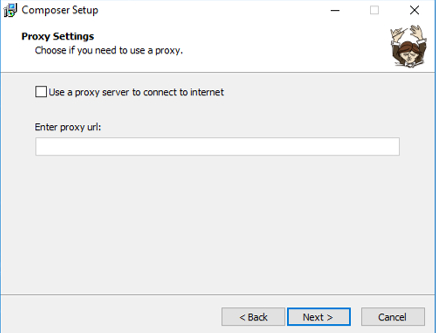 Composer Setup
Proxy Settings
Choose if you need to use a proxy.
Use a proxy server to connect to internet
Enter proxy url:
< Back
Next >
Cancel